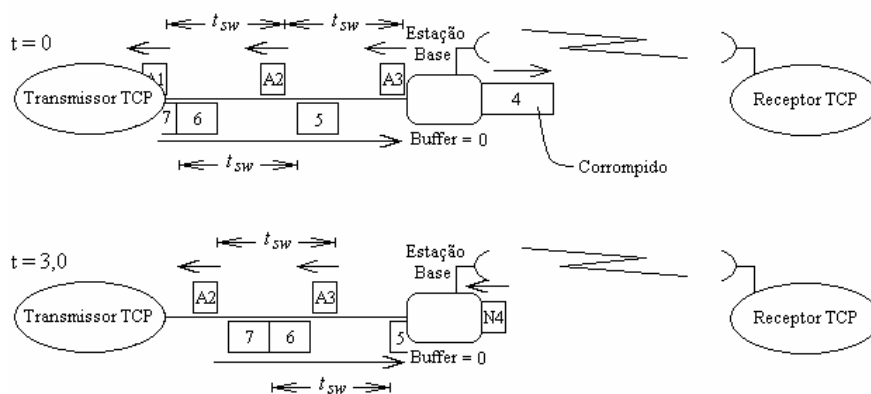 t_sw t_sw
t = 0
Estação
Base
A1 A2 A3
Transmissor TCP
7 6 5
4
Receptor TCP
Buffer = 0
t_sw
Corrompido
t_sw
t = 3,0
Estação
Base
A2 A3
Transmissor TCP
7 6 5
N4
Receptor TCP
Buffer = 0
t_sw